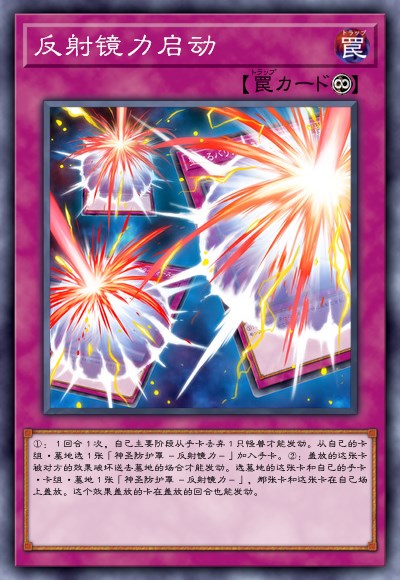 反射镜力启动
トラップ
罠
トラップ
【罠カード】
①：1回合1次，自己主要阶段从手卡丢弃1只怪兽才能发动。从自己的卡
组·墓地选1张「神圣防护罩 －反射镜力－」加入手卡。②：盖放的这张卡
被对方的效果破坏送去墓地的场合才能发动。选墓地的这张卡和自己的手卡
·卡组·墓地1张「神圣防护罩 －反射镜力－」，那张卡和这张卡在自己场
上盖放。这个效果盖放的卡在盖放的回合也能发动。